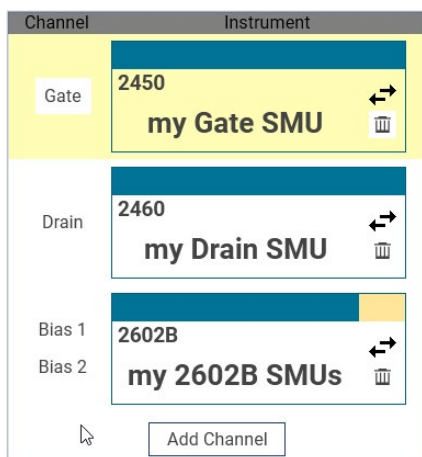 Channel Instrument
Gate
2450
my Gate SMU
Drain
2460
my Drain SMU
Bias 1
Bias 2
2602B
my 2602B SMUs
Add Channel